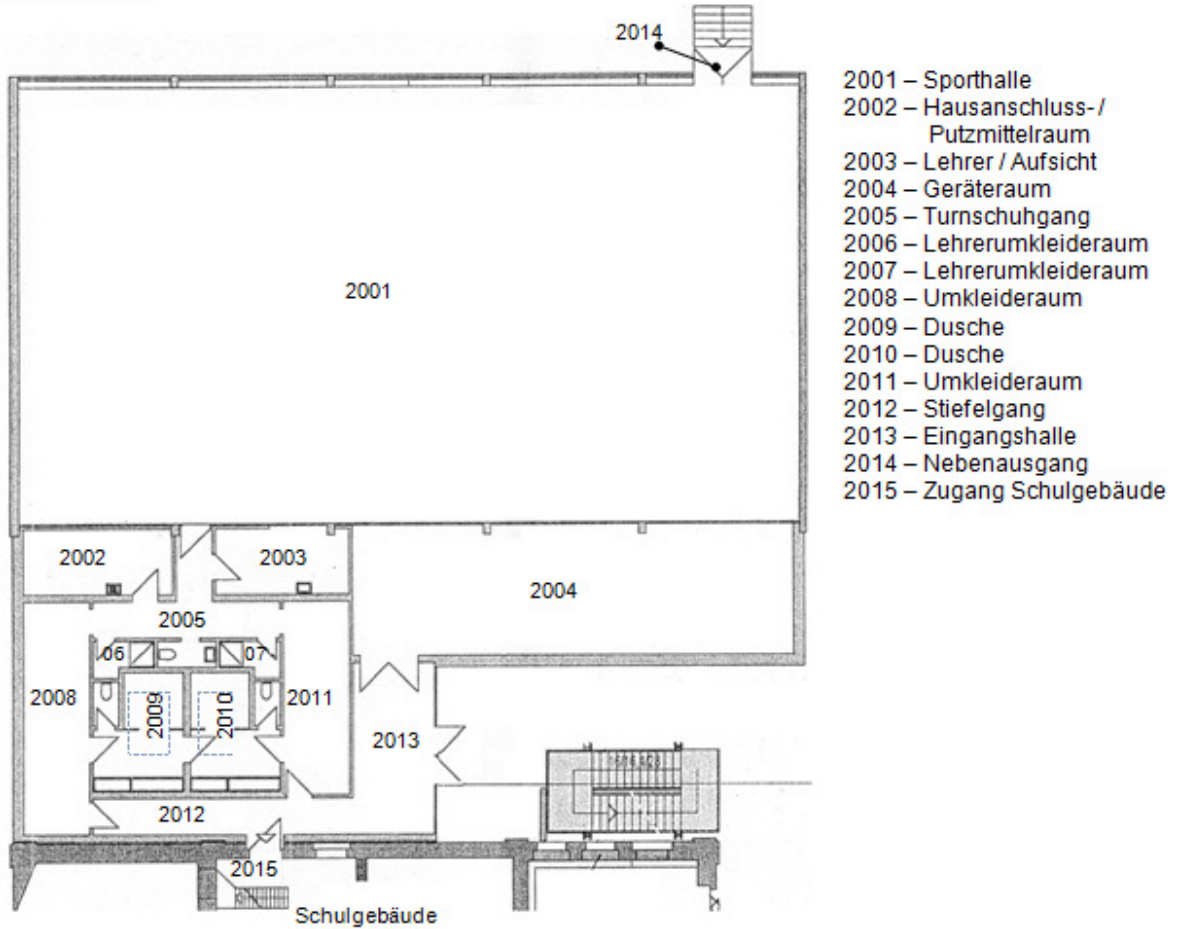 2014
2001
2002
2003
2004
2005
06
07
2008
2009
2010
2011
2013
2012
2015
Schulgebäude
2001 – Sporthalle
2002 – Hausanschluss- /
Putzmittelraum
2003 – Lehrer / Aufsicht
2004 – Geräteraum
2005 – Turnschuhgang
2006 – Lehrerumkleideraum
2007 – Lehrerumkleideraum
2008 – Umkleideraum
2009 – Dusche
2010 – Dusche
2011 – Umkleideraum
2012 – Stiefelgang
2013 – Eingangshalle
2014 – Nebenausgang
2015 – Zugang Schulgebäude